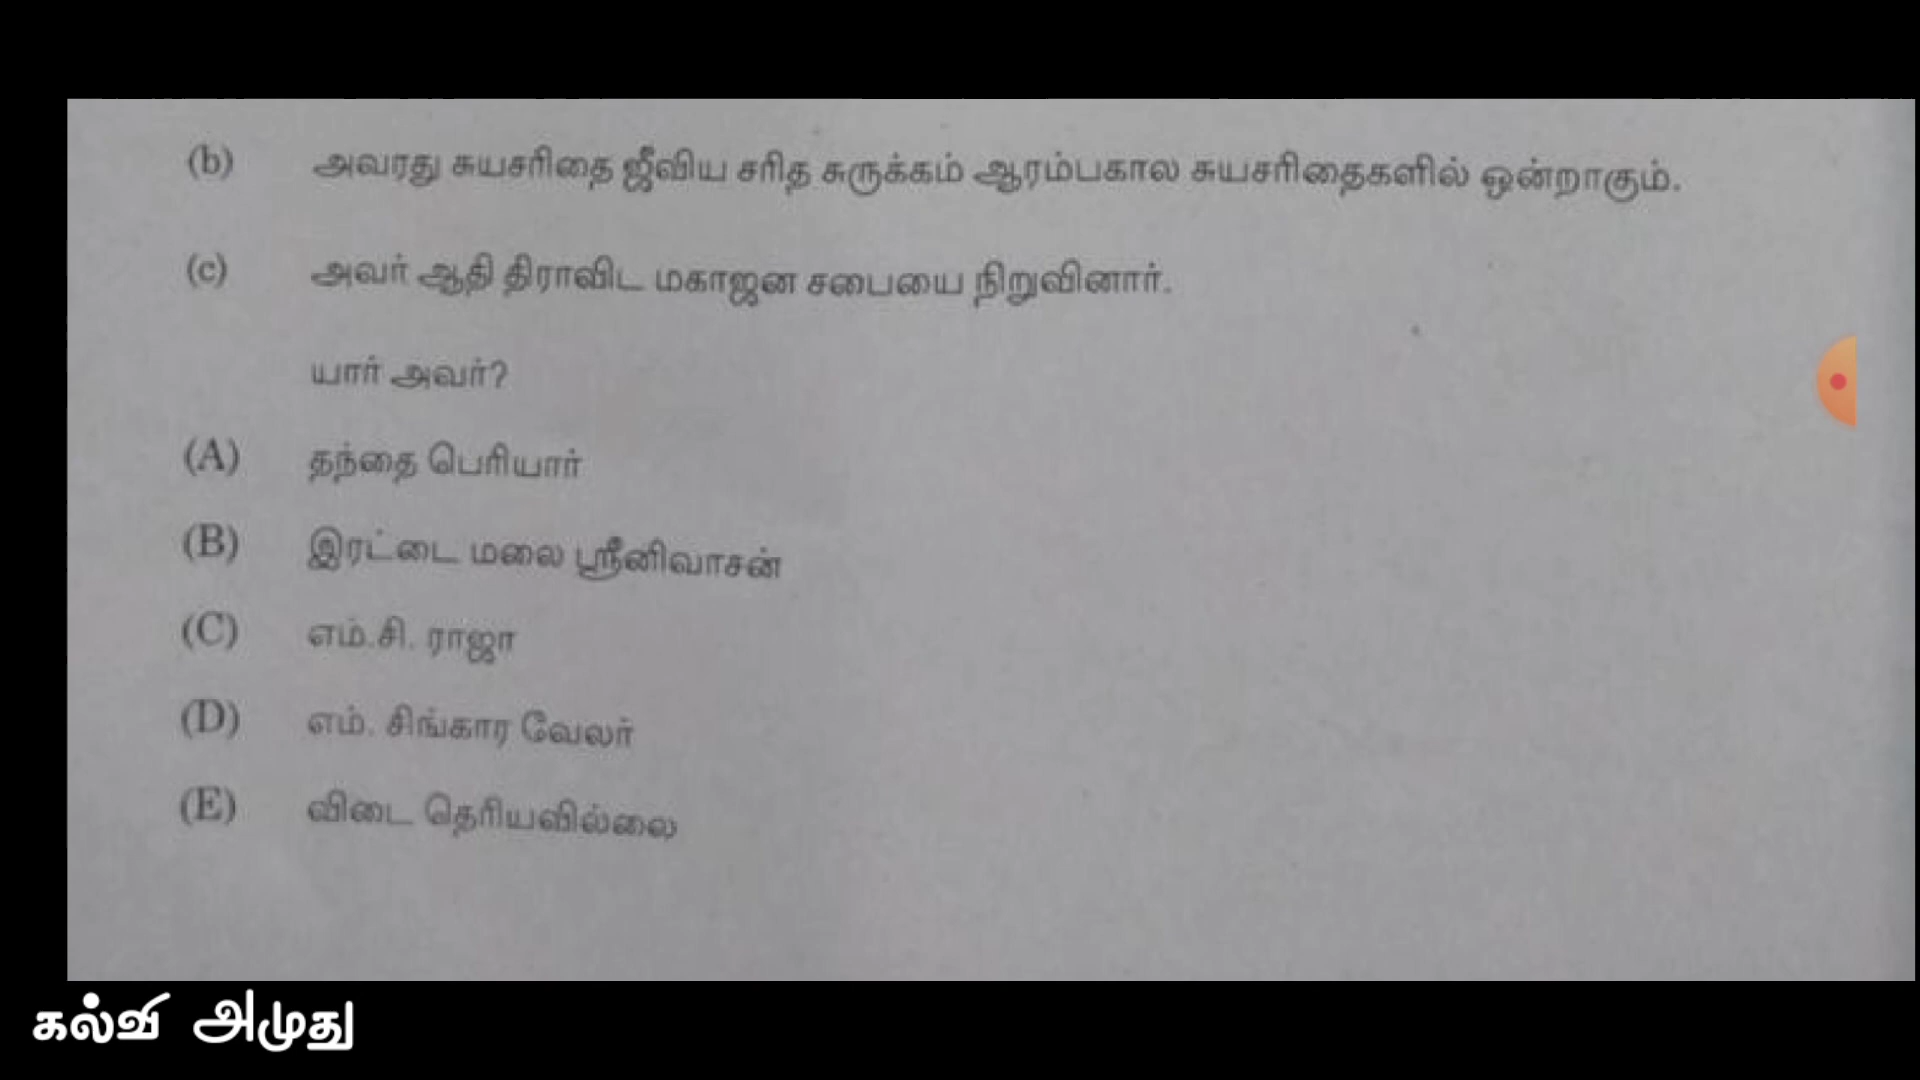 (b) அவரது சுயசரிதை ஜீவிய சரித சுருக்கம் ஆரம்பகால சுயசரிதைகளில் ஒன்றாகும்.
(c) அவர் ஆதி திராவிட மகாஜன சபையை நிறுவினார்.
யார் அவர்?
(A) தந்தை பெரியார்
(B) இரட்டை மலை ஸ்ரீனிவாசன்
(C) எம்.சி. ராஜா
(D) எம். சிங்கார வேலர்
(E) விடை தெரியவில்லை
கல்வி அமுது